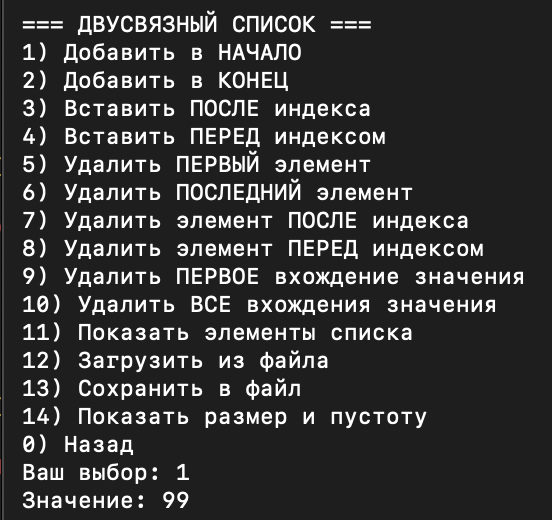 === ДВУСВЯЗНЫЙ СПИСОК ===
1) Добавить в НАЧАЛО
2) Добавить в КОНЕЦ
3) Вставить ПОСЛЕ индекса
4) Вставить ПЕРЕД индексом
5) Удалить ПЕРВЫЙ элемент
6) Удалить ПОСЛЕДНИЙ элемент
7) Удалить элемент ПОСЛЕ индекса
8) Удалить элемент ПЕРЕД индексом
9) Удалить ПЕРВОЕ вхождение значения
10) Удалить ВСЕ вхождения значения
11) Показать элементы списка
12) Загрузить из файла
13) Сохранить в файл
14) Показать размер и пустоту
0) Назад
Ваш выбор: 1
Значение: 99